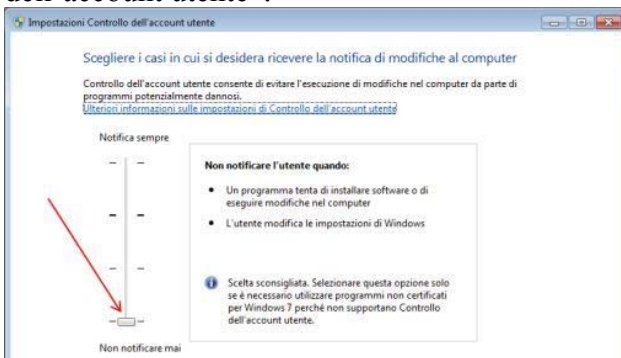 dell'account utente".
Impostazioni Controllo dell'account utente
Scegliere i casi in cui si desidera ricevere la notifica di modifiche al computer
Controllo dell'account utente consente di evitare l'esecuzione di modifiche nel computer da parte di
programmi potenzialmente dannosi.
Ulteriori informazioni sulle impostazioni di Controllo dell'account utente
Notifica sempre
Non notificare l'utente quando:
• Un programma tenta di installare software o di
eseguire modifiche nel computer
• L'utente modifica le impostazioni di Windows
Scelta sconsigliata. Selezionare questa opzione solo
se è necessario utilizzare programmi non certificati
per Windows 7 perché non supportano Controllo
dell'account utente.
Non notificare mai